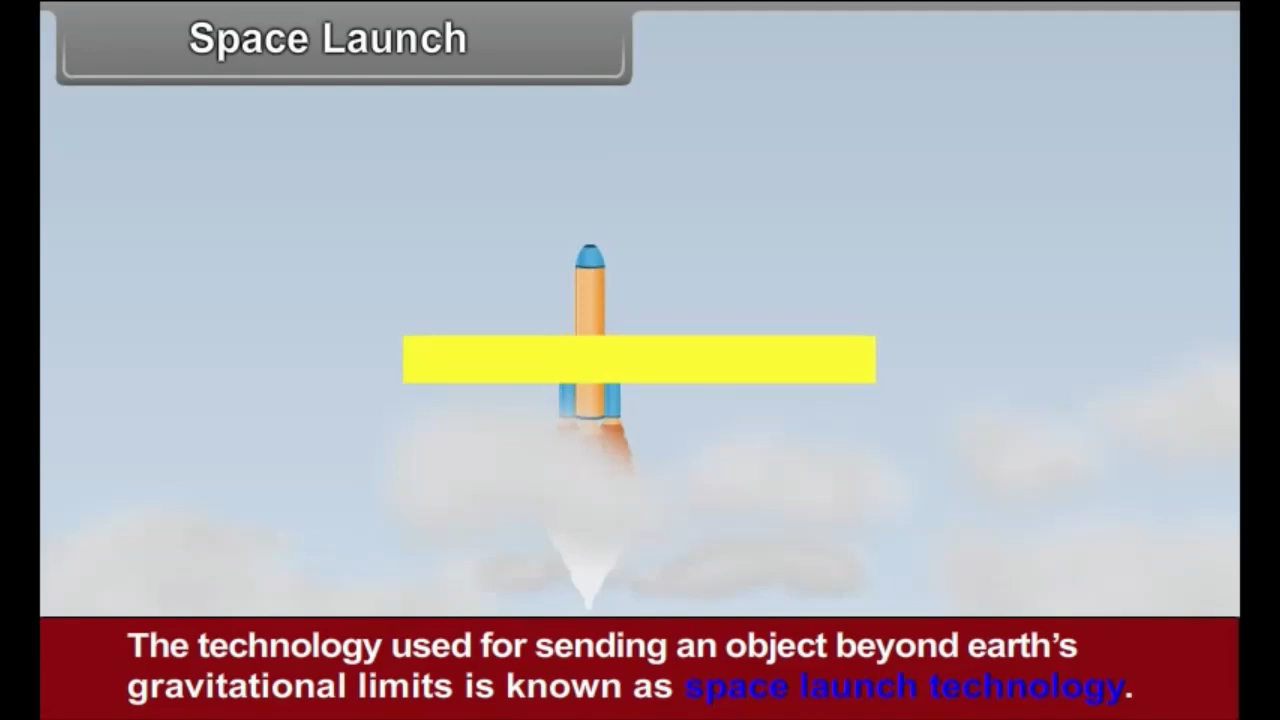 Space Launch
The technology used for sending an object beyond earth’s
gravitational limits is known as space launch technology.